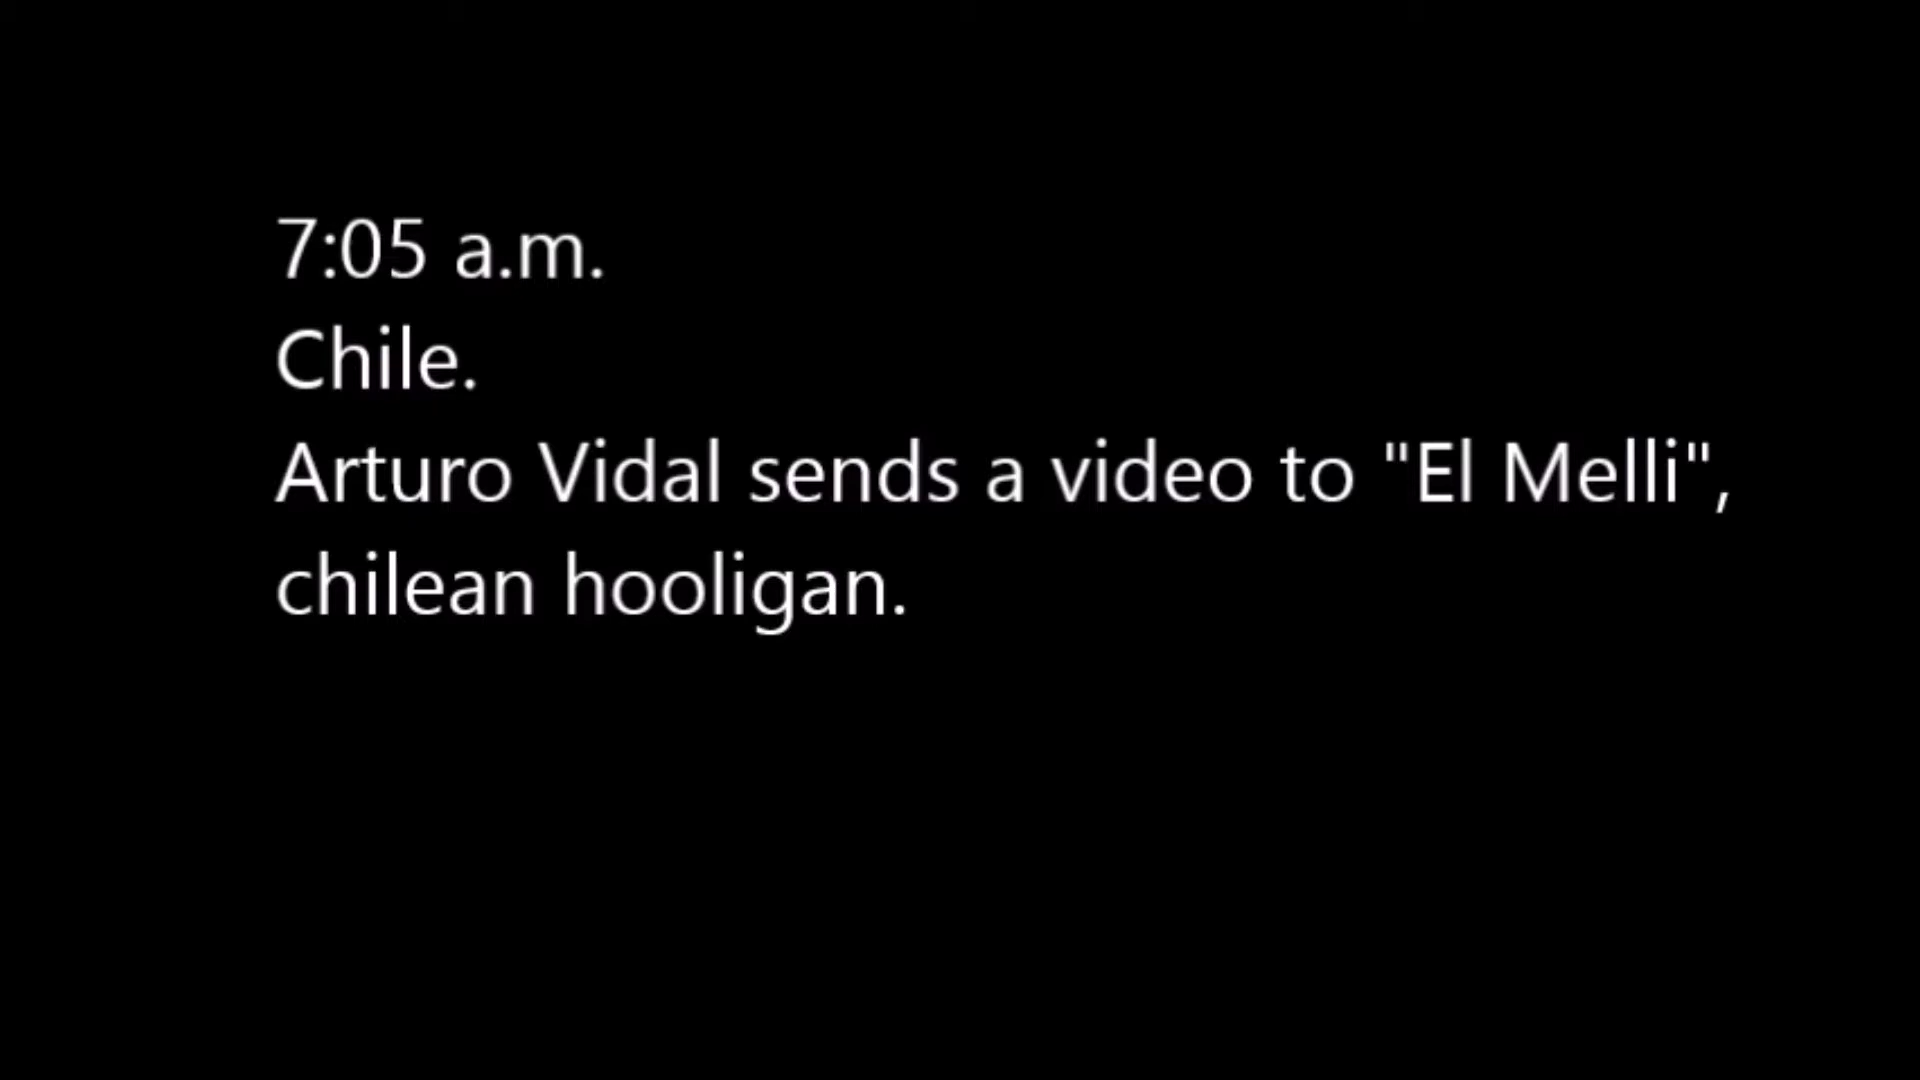 7:05 a.m.
Chile.
Arturo Vidal sends a video to "El Melli",
chilean hooligan.